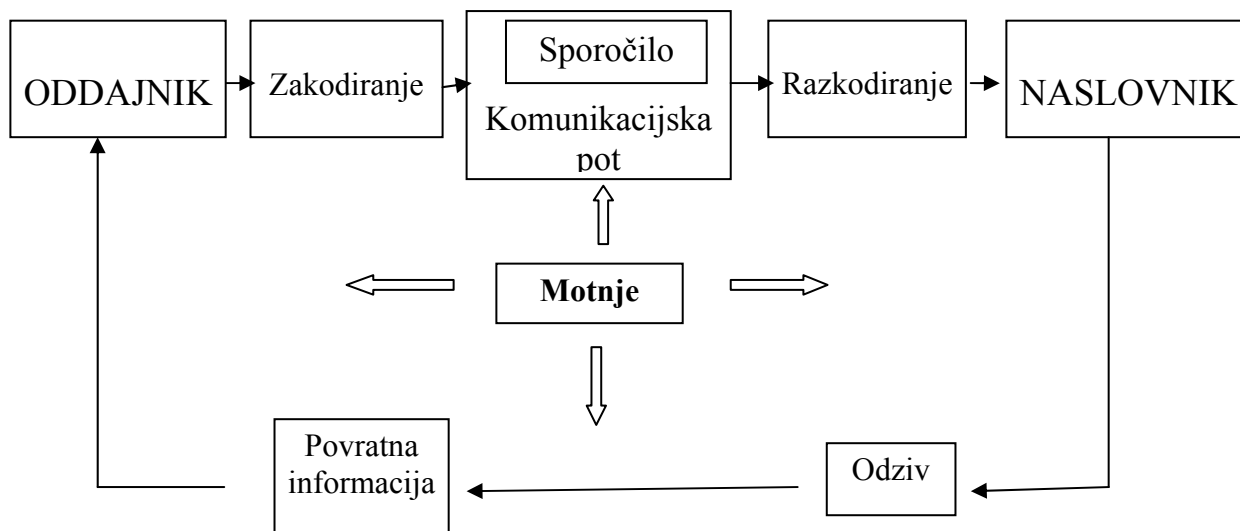 ODDAJNIK
Zakodiranje
Sporočilo
Komunikacijska
pot
Razkodiranje
NASLOVNIK
Motnje
Povratna
informacija
Odziv